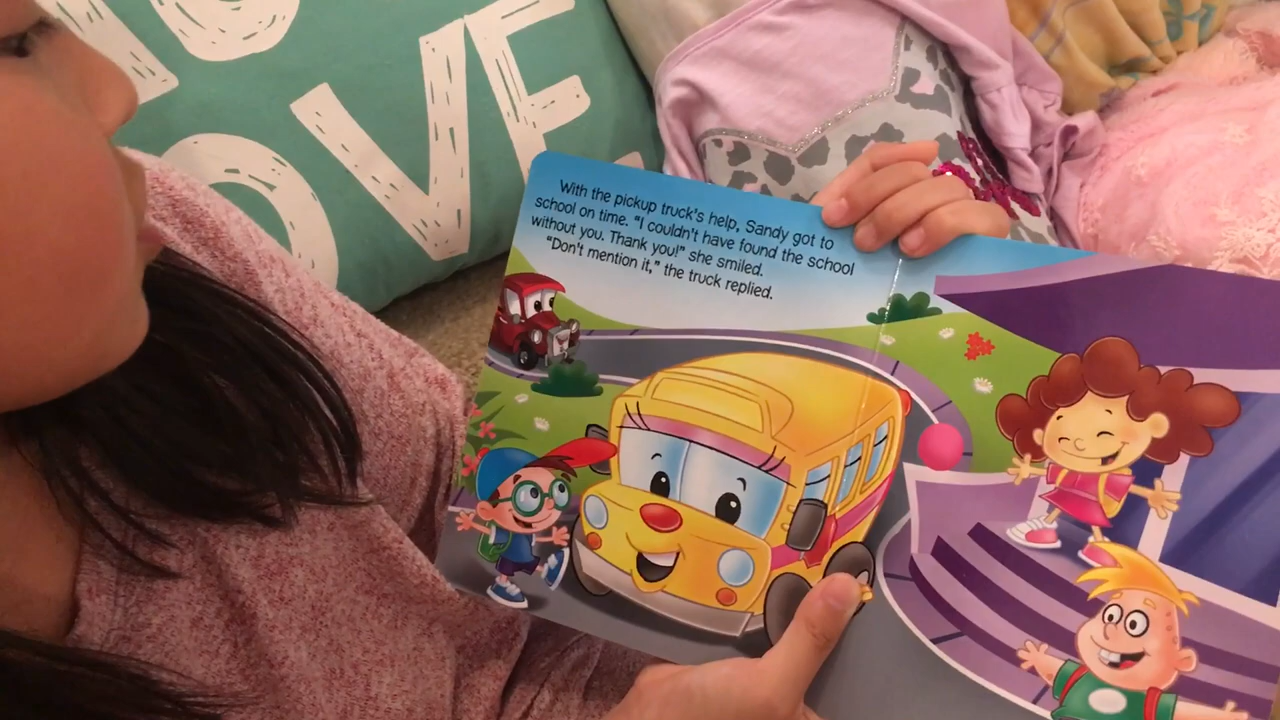 OVE
With the pickup truck's help, Sandy got to
school on time. "I couldn't have found the school
without you. Thank you!" she smiled.
"Don't mention it," the truck replied.